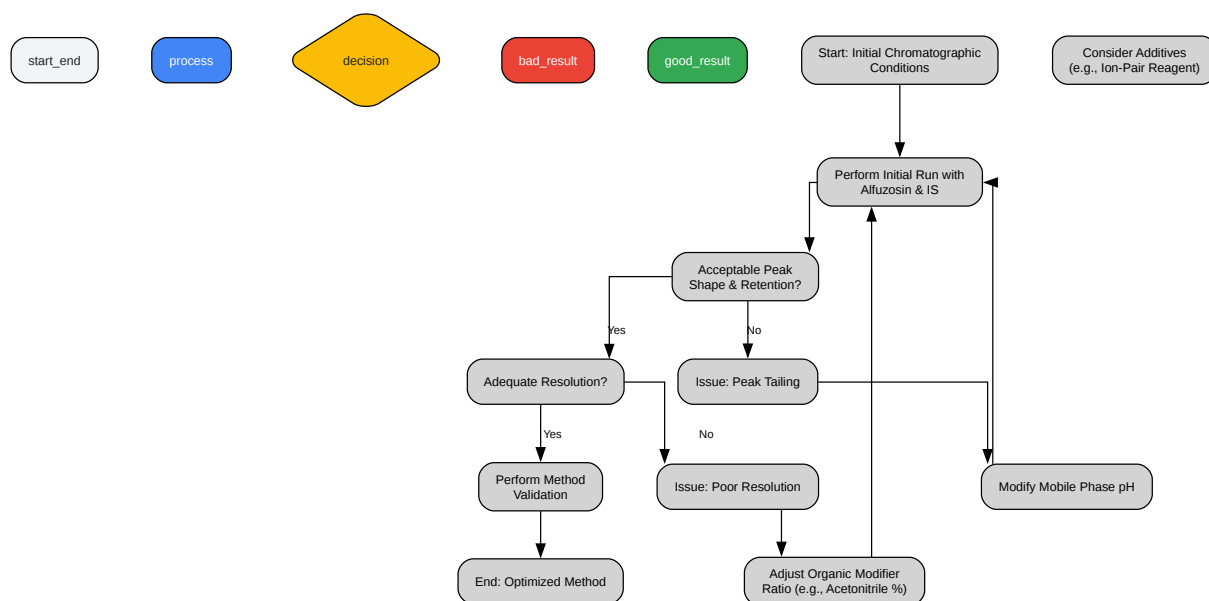 start_end
process
decision
bad_result
good_result
Start: Initial Chromatographic
Conditions
Consider Additives
(e.g., Ion-Pair Reagent)
Perform Initial Run with
Alfuzosin & IS
Acceptable Peak
Shape & Retention?
Yes
No
Adequate Resolution?
Issue: Peak Tailing
Yes
No
Perform Method
Validation
Issue: Poor Resolution
Modify Mobile Phase pH
End: Optimized Method
Adjust Organic Modifier
Ratio (e.g., Acetonitrile %)